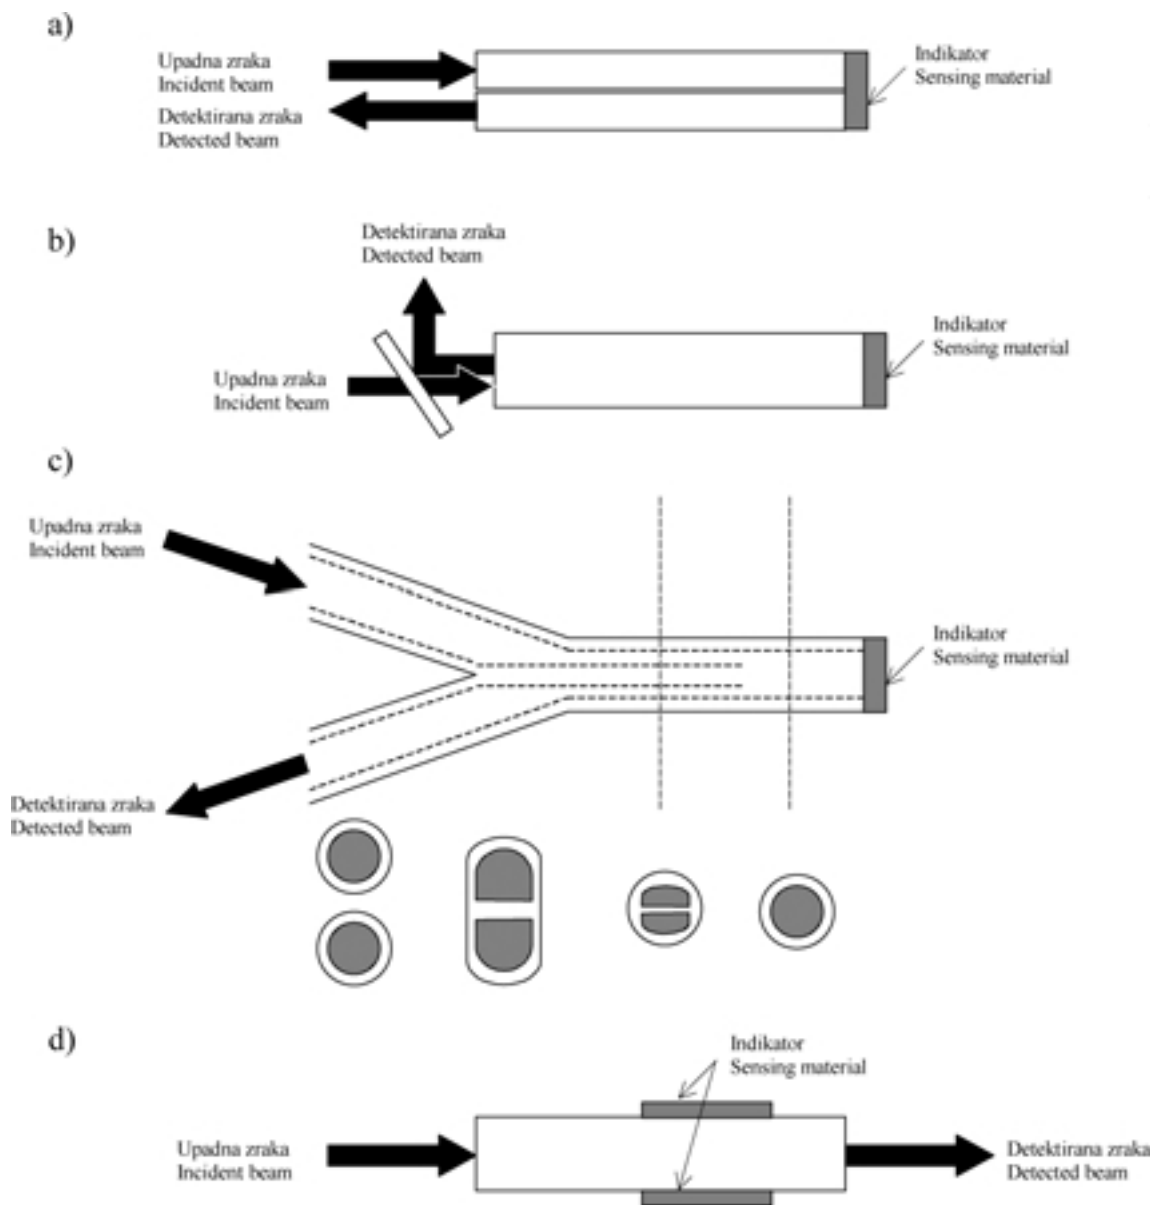 a)
Upadna zraka
Incident beam
Detektirana zraka
Detected beam
Indikator
Sensing material
b)
Detektirana zraka
Detected beam
Upadna zraka
Incident beam
Indikator
Sensing material
c)
Upadna zraka
Incident beam
Indikator
Sensing material
Detektirana zraka
Detected beam
d)
Indikator
Sensing material
Upadna zraka
Incident beam
Detektirana zraka
Detected beam